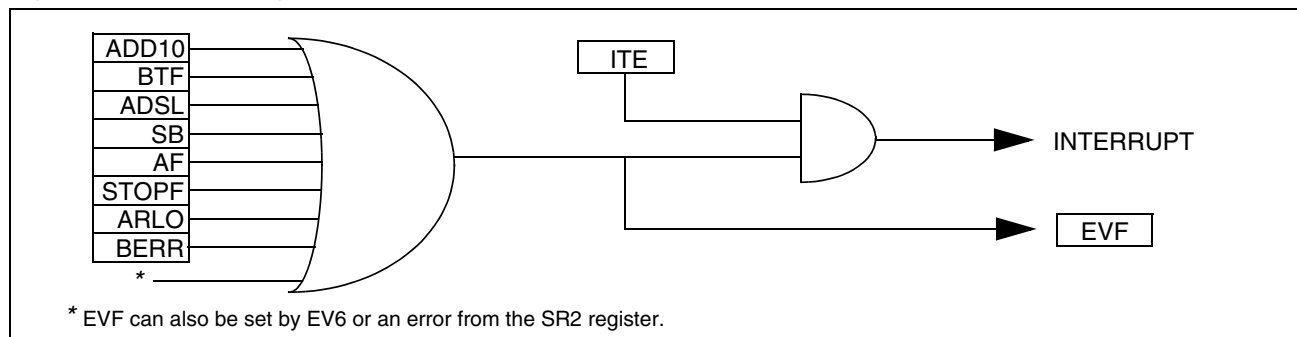 ADD10
BTF
ADSL
SB
AF
STOPF
ARLO
BERR
*
ITE
INTERRUPT
EVF
* EVF can also be set by EV6 or an error from the SR2 register.